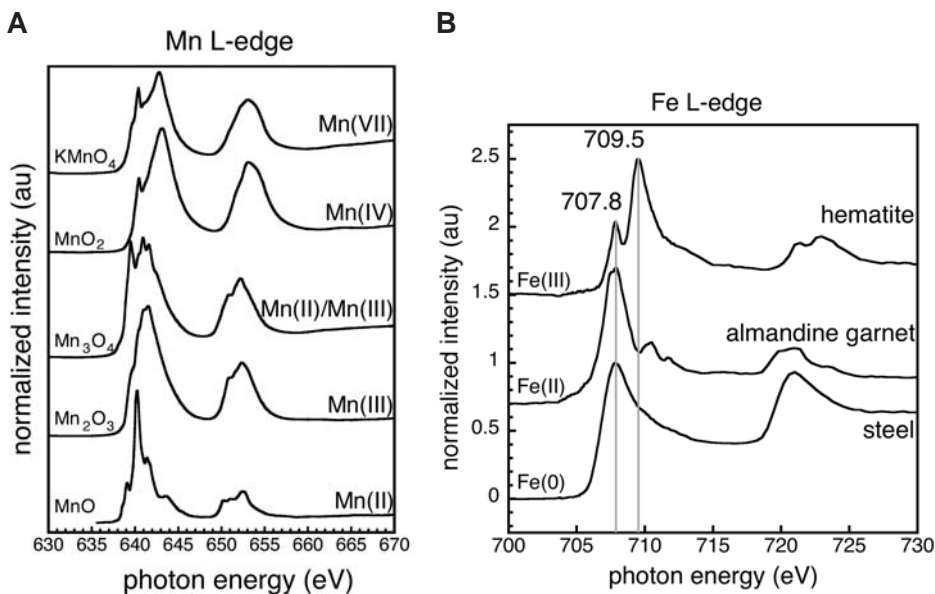 A
Mn L-edge
normalized intensity (au)
KMnO4
Mn(VII)
MnO2
Mn(IV)
Mn3O4
Mn(II)/Mn(III)
Mn2O3
Mn(III)
MnO
Mn(II)
630 635 640 645 650 655 660 665 670
photon energy (eV)
B
Fe L-edge
normalized intensity (au)
709.5
707.8
2.5
hematite
2
Fe(III)
1.5
almandine garnet
1
Fe(II)
0.5
steel
Fe(0)
0
700 705 710 715 720 725 730
photon energy (eV)